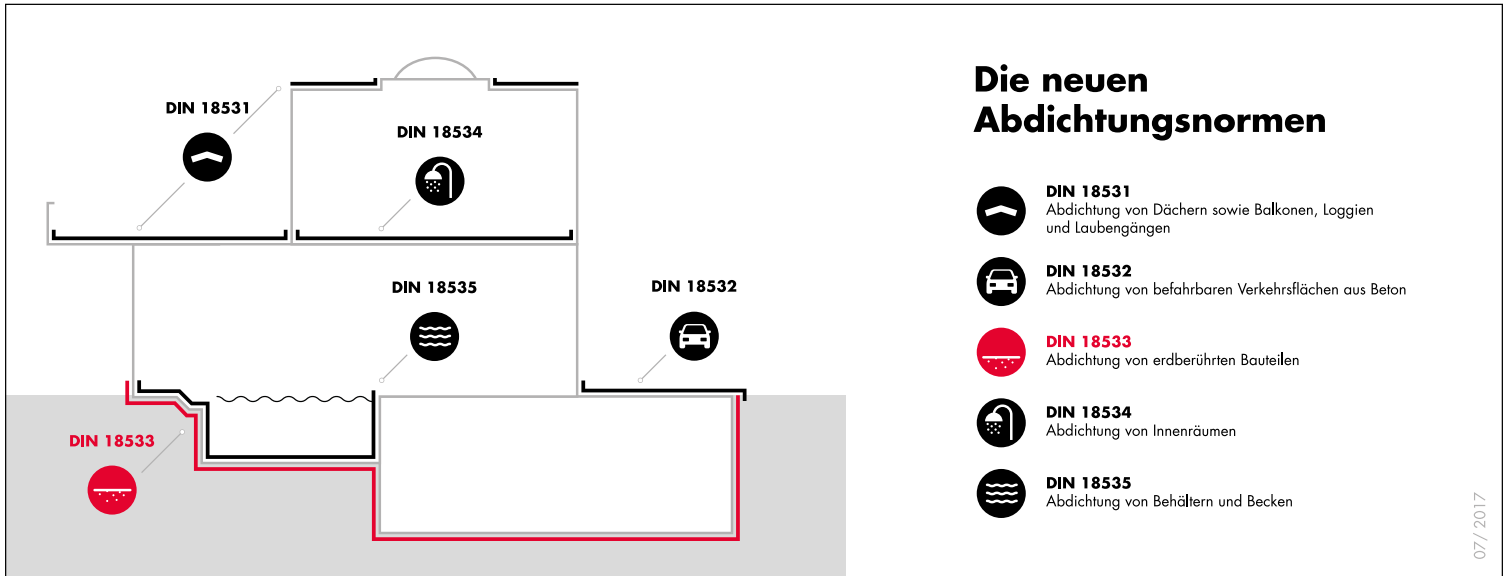 DIN 18531
DIN 18534
DIN 18535
DIN 18532
DIN 18533
Die neuen
Abdichtungsnormen
DIN 18531
Abdichtung von Dächern sowie Balkonen, Loggien
und Laubengängen
DIN 18532
Abdichtung von befahrbaren Verkehrsflächen aus Beton
DIN 18533
Abdichtung von erdberührten Bauteilen
DIN 18534
Abdichtung von Innenräumen
DIN 18535
Abdichtung von Behältern und Becken
07/ 2017